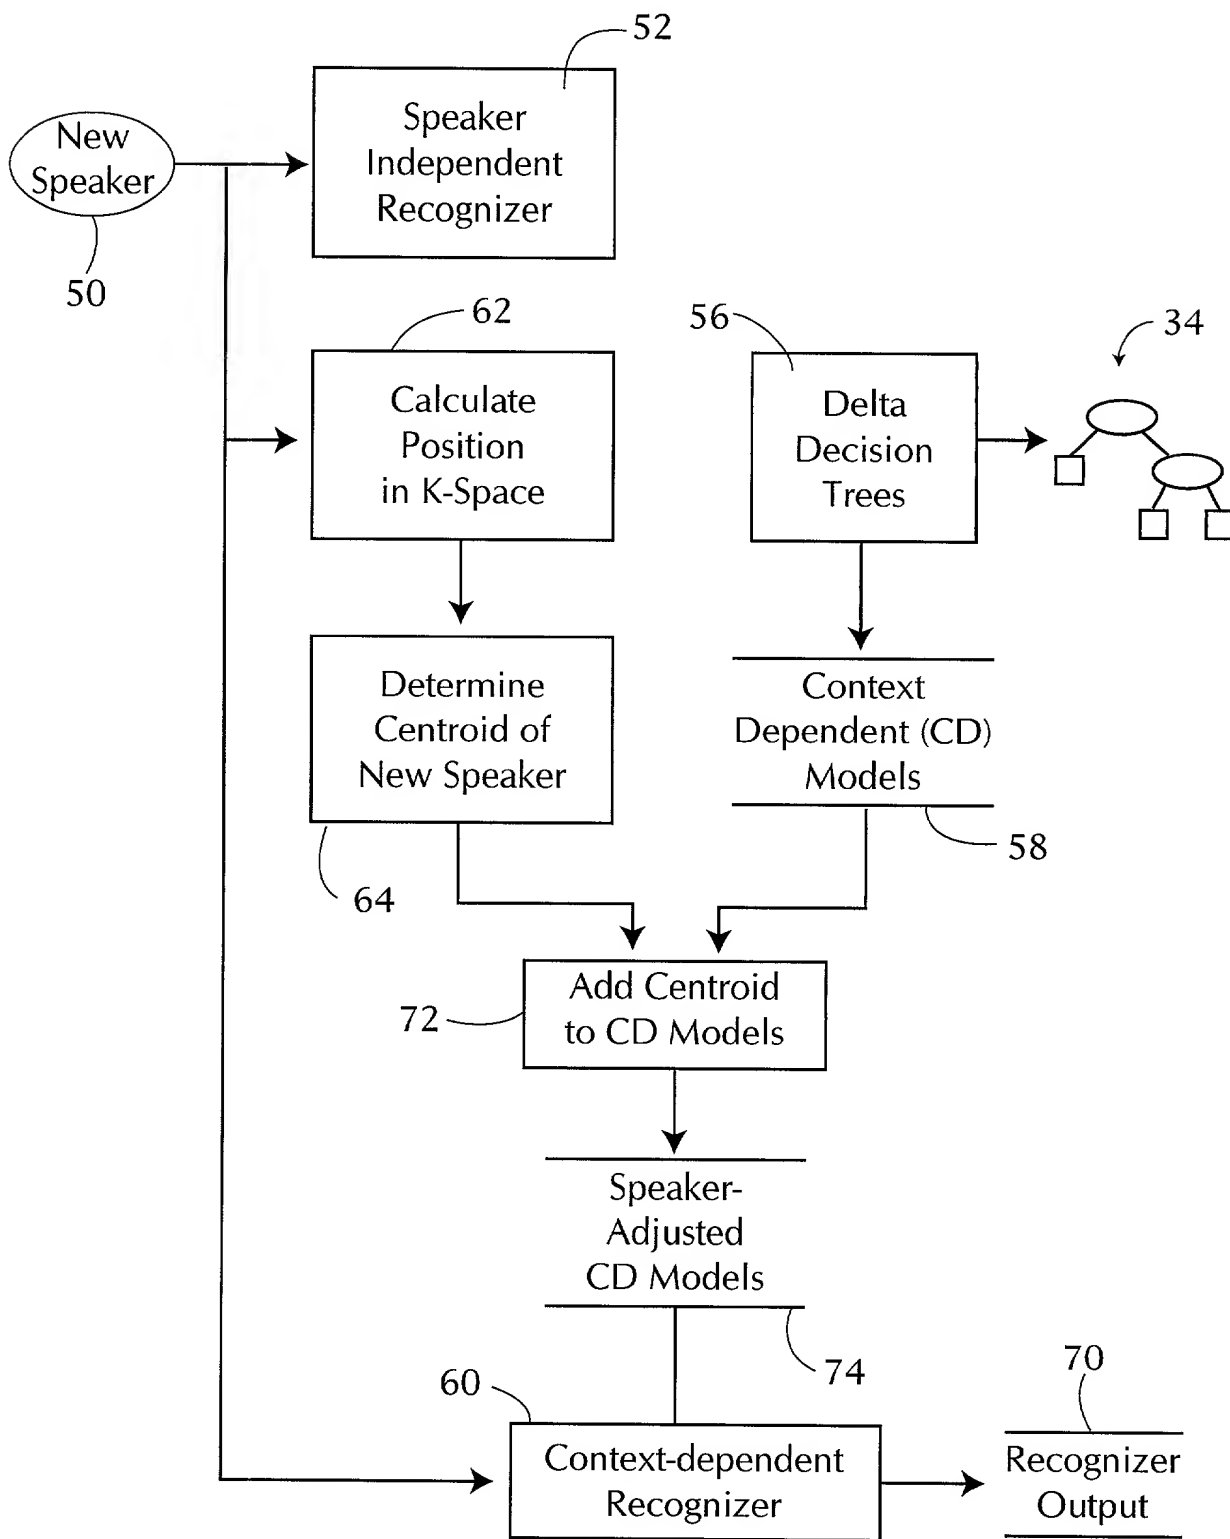 52
New
Speaker
50
Speaker
Independent
Recognizer
62
Calculate
Position
in K-Space
56
Delta
Decision
Trees
34
Determine
Centroid of
New Speaker
64
Context
Dependent (CD)
Models
58
72
Add Centroid
to CD Models
Speaker-
Adjusted
CD Models
74
60
Context-dependent
Recognizer
70
Recognizer
Output